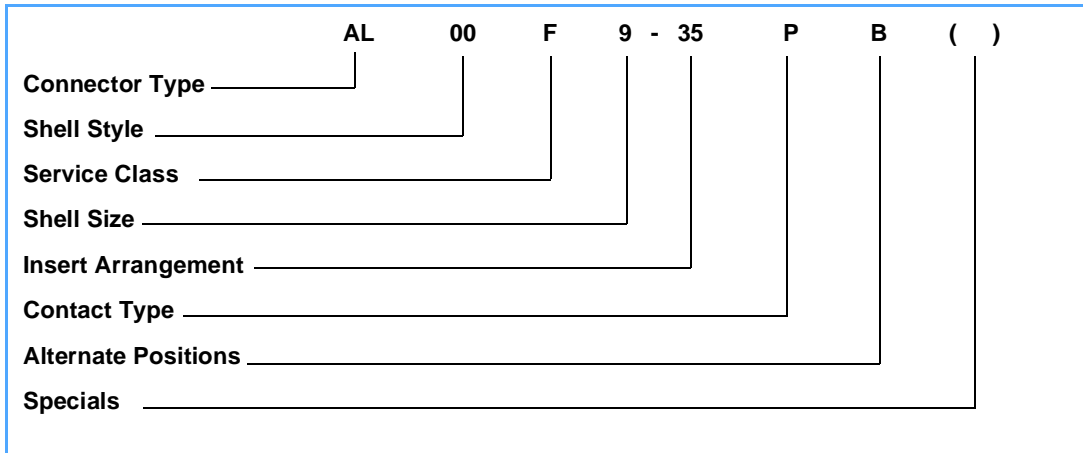 AL 00 F 9 - 35 P B ( )
Connector Type
Shell Style
Service Class
Shell Size
Insert Arrangement
Contact Type
Alternate Positions
Specials